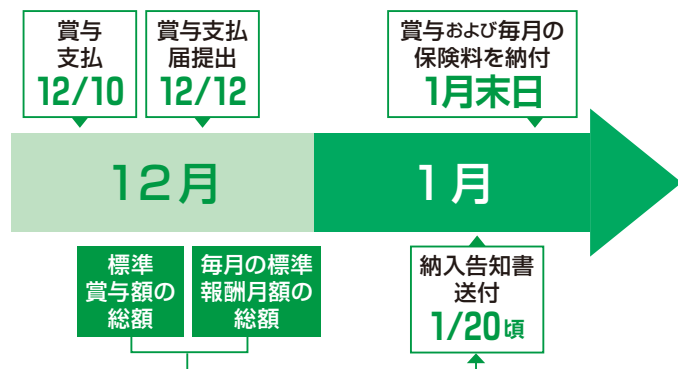 賞与
支払
12/10
賞与支払
届提出
12/12
賞与および毎月の
保険料を納付
1月末日
12月
1月
標準
賞与額の
総額
毎月の標準
報酬月額の
総額
納入告知書
送付
1/20頃